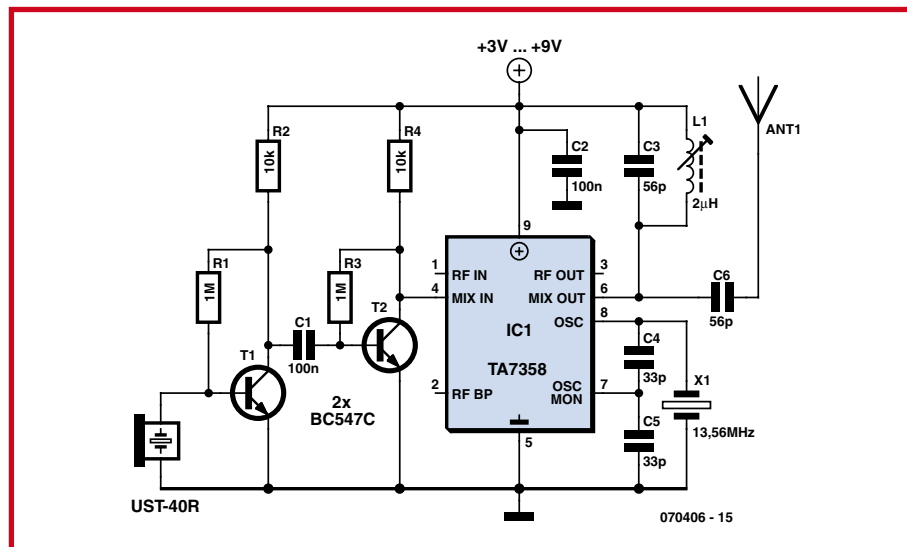 +3V ... +9V
ANT1
R2
10k
R4
10k
L1
C2
100n
C3
56p
2µH
R1
1M
R3
1M
9
1
RF IN
RF OUT
3
4
MIX IN
MIX OUT
6
C6
56p
OSC
8
T1
C1
100n
T2
IC1
TA7358
C4
33p
X1
2x
BC547C
2
RF BP
OSC
MON
7
C5
33p
13,56MHz
5
UST-40R
070406 - 15